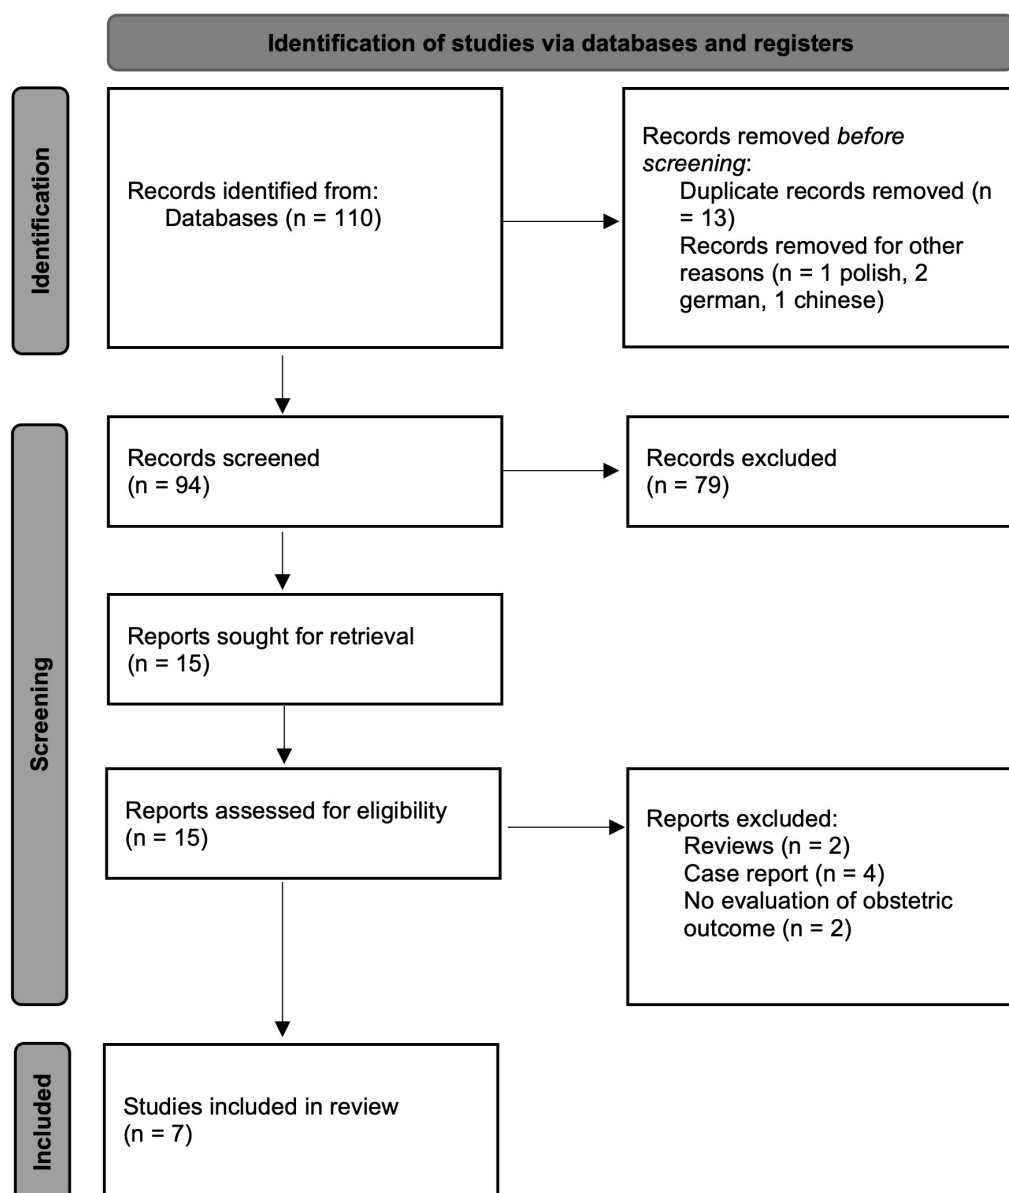 Identification of studies via databases and registers
Identification
Records identified from:
Databases (n = 110)
Records removed before
screening:
Duplicate records removed (n
= 13)
Records removed for other
reasons (n = 1 polish, 2
german, 1 chinese)
Screening
Records screened
(n = 94)
Records excluded
(n = 79)
Reports sought for retrieval
(n = 15)
Reports assessed for eligibility
(n = 15)
Reports excluded:
Reviews (n = 2)
Case report (n = 4)
No evaluation of obstetric
outcome (n = 2)
Included
Studies included in review
(n = 7)